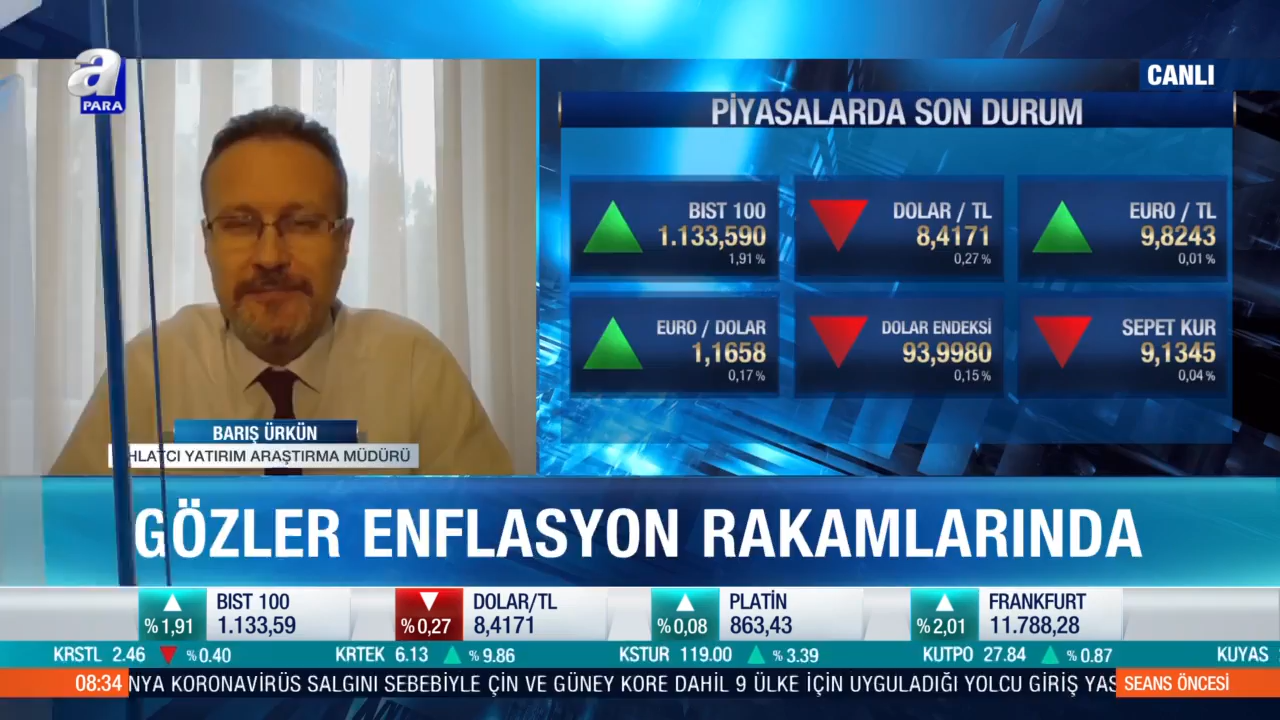 a
PARA
CANLI
PİYASALARDA SON DURUM
BIST 100
1.133,590
1,91 %
DOLAR / TL
8,4171
0,27 %
EURO / TL
9,8243
0,01 %
EURO / DOLAR
1,1658
0,17 %
DOLAR ENDEKSİ
93,9980
0,15 %
SEPET KUR
9,1345
0,04 %
BARIŞ ÜRKÜN
HLATCI YATIRIM ARAŞTIRMA MÜDÜRÜ
GÖZLER ENFLASYON RAKAMLARINDA
% 1,91 BIST 100 1.133,59
% 0,27 DOLAR/TL 8,4171
% 0,08 PLATİN 863,43
% 2,01 FRANKFURT 11.788,28
KRSTL 2.46 % 0.40 KRTEK 6.13 % 9.86 KSTUR 119.00 % 3.39 KUTPO 27.84 % 0.87 KUYAS
08:34 NYA KORONAVİRÜS SALGINI SEBEBİYLE ÇİN VE GÜNEY KORE DAHİL 9 ÜLKE İÇİN UYGULADIĞI YOLCU GİRİŞ YAS SEANS ÖNCESİ